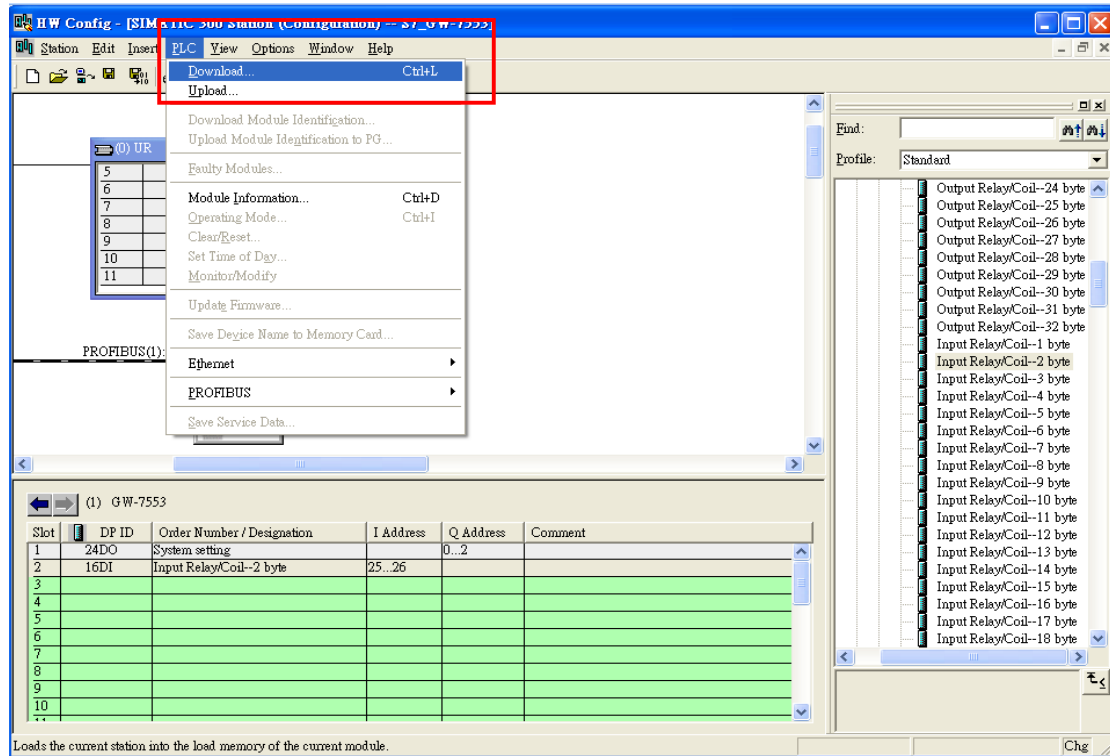 HW Config - [SIMATIC 300 Station (Configuration) -- S7_GW-7553]
Station Edit Insert PLC View Options Window Help
Download... Ctrl+L
Upload...
Download Module Identification...
Upload Module Identification to PG...
Faulty Modules...
Module Information... Ctrl+D
Operating Mode... Ctrl+I
Clear/Reset...
Set Time of Day...
Monitor/Modify
Update Firmware...
Save Device Name to Memory Card...
Ethernet
PROFIBUS
Save Service Data...
(0) UR
5
6
7
8
9
10
11
PROFIBUS(1):
Find:
Profile: Standard
Output Relay/Coil--24 byte
Output Relay/Coil--25 byte
Output Relay/Coil--26 byte
Output Relay/Coil--27 byte
Output Relay/Coil--28 byte
Output Relay/Coil--29 byte
Output Relay/Coil--30 byte
Output Relay/Coil--31 byte
Output Relay/Coil--32 byte
Input Relay/Coil--1 byte
Input Relay/Coil--2 byte
Input Relay/Coil--3 byte
Input Relay/Coil--4 byte
Input Relay/Coil--5 byte
Input Relay/Coil--6 byte
Input Relay/Coil--7 byte
Input Relay/Coil--8 byte
Input Relay/Coil--9 byte
Input Relay/Coil--10 byte
Input Relay/Coil--11 byte
Input Relay/Coil--12 byte
Input Relay/Coil--13 byte
Input Relay/Coil--14 byte
Input Relay/Coil--15 byte
Input Relay/Coil--16 byte
Input Relay/Coil--17 byte
Input Relay/Coil--18 byte
(1) GW-7553
Slot DP ID Order Number / Designation I Address Q Address Comment
1 24DO System setting 0...2
2 16DI Input Relay/Coil--2 byte 25...26
3
4
5
6
7
8
9
10
Loads the current station into the load memory of the current module. Chg